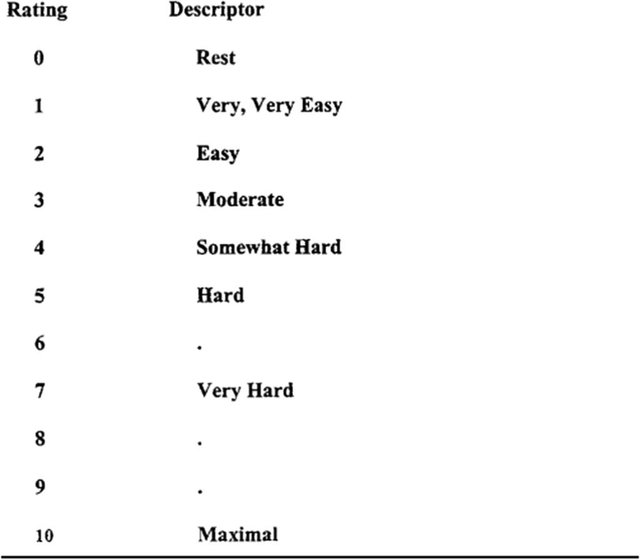 Rating Descriptor
0 Rest
1 Very, Very Easy
2 Easy
3 Moderate
4 Somewhat Hard
5 Hard
6 .
7 Very Hard
8 .
9 .
10 Maximal